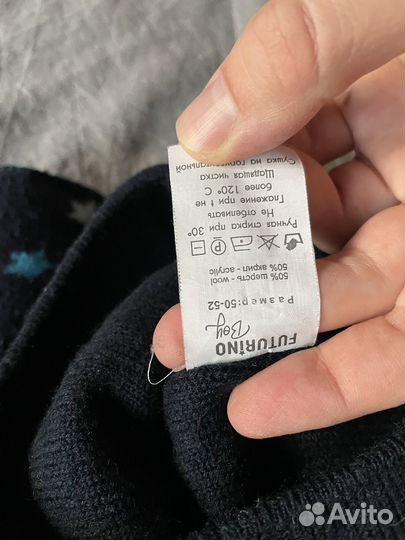 FUTURINO
Boy
Размер:50-52
50% шерсть - wool
50% акрил - acrylic
Ручная стирка при 30°
Не отбеливать
Глажение при t не
более 120° С
Щадящая чистка
Сушка на горизонтальной
Avito